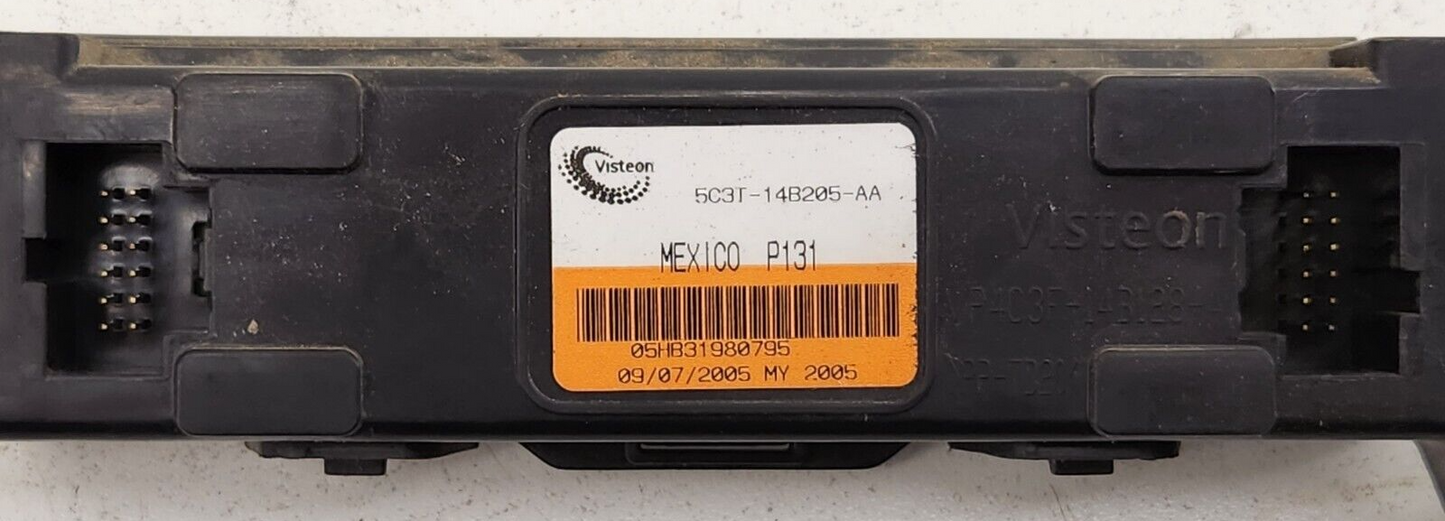 Visteon
5C3T-14B205-AA
MEXICO P131
05HB31980795
09/07/2005 MY 2005
Visteon